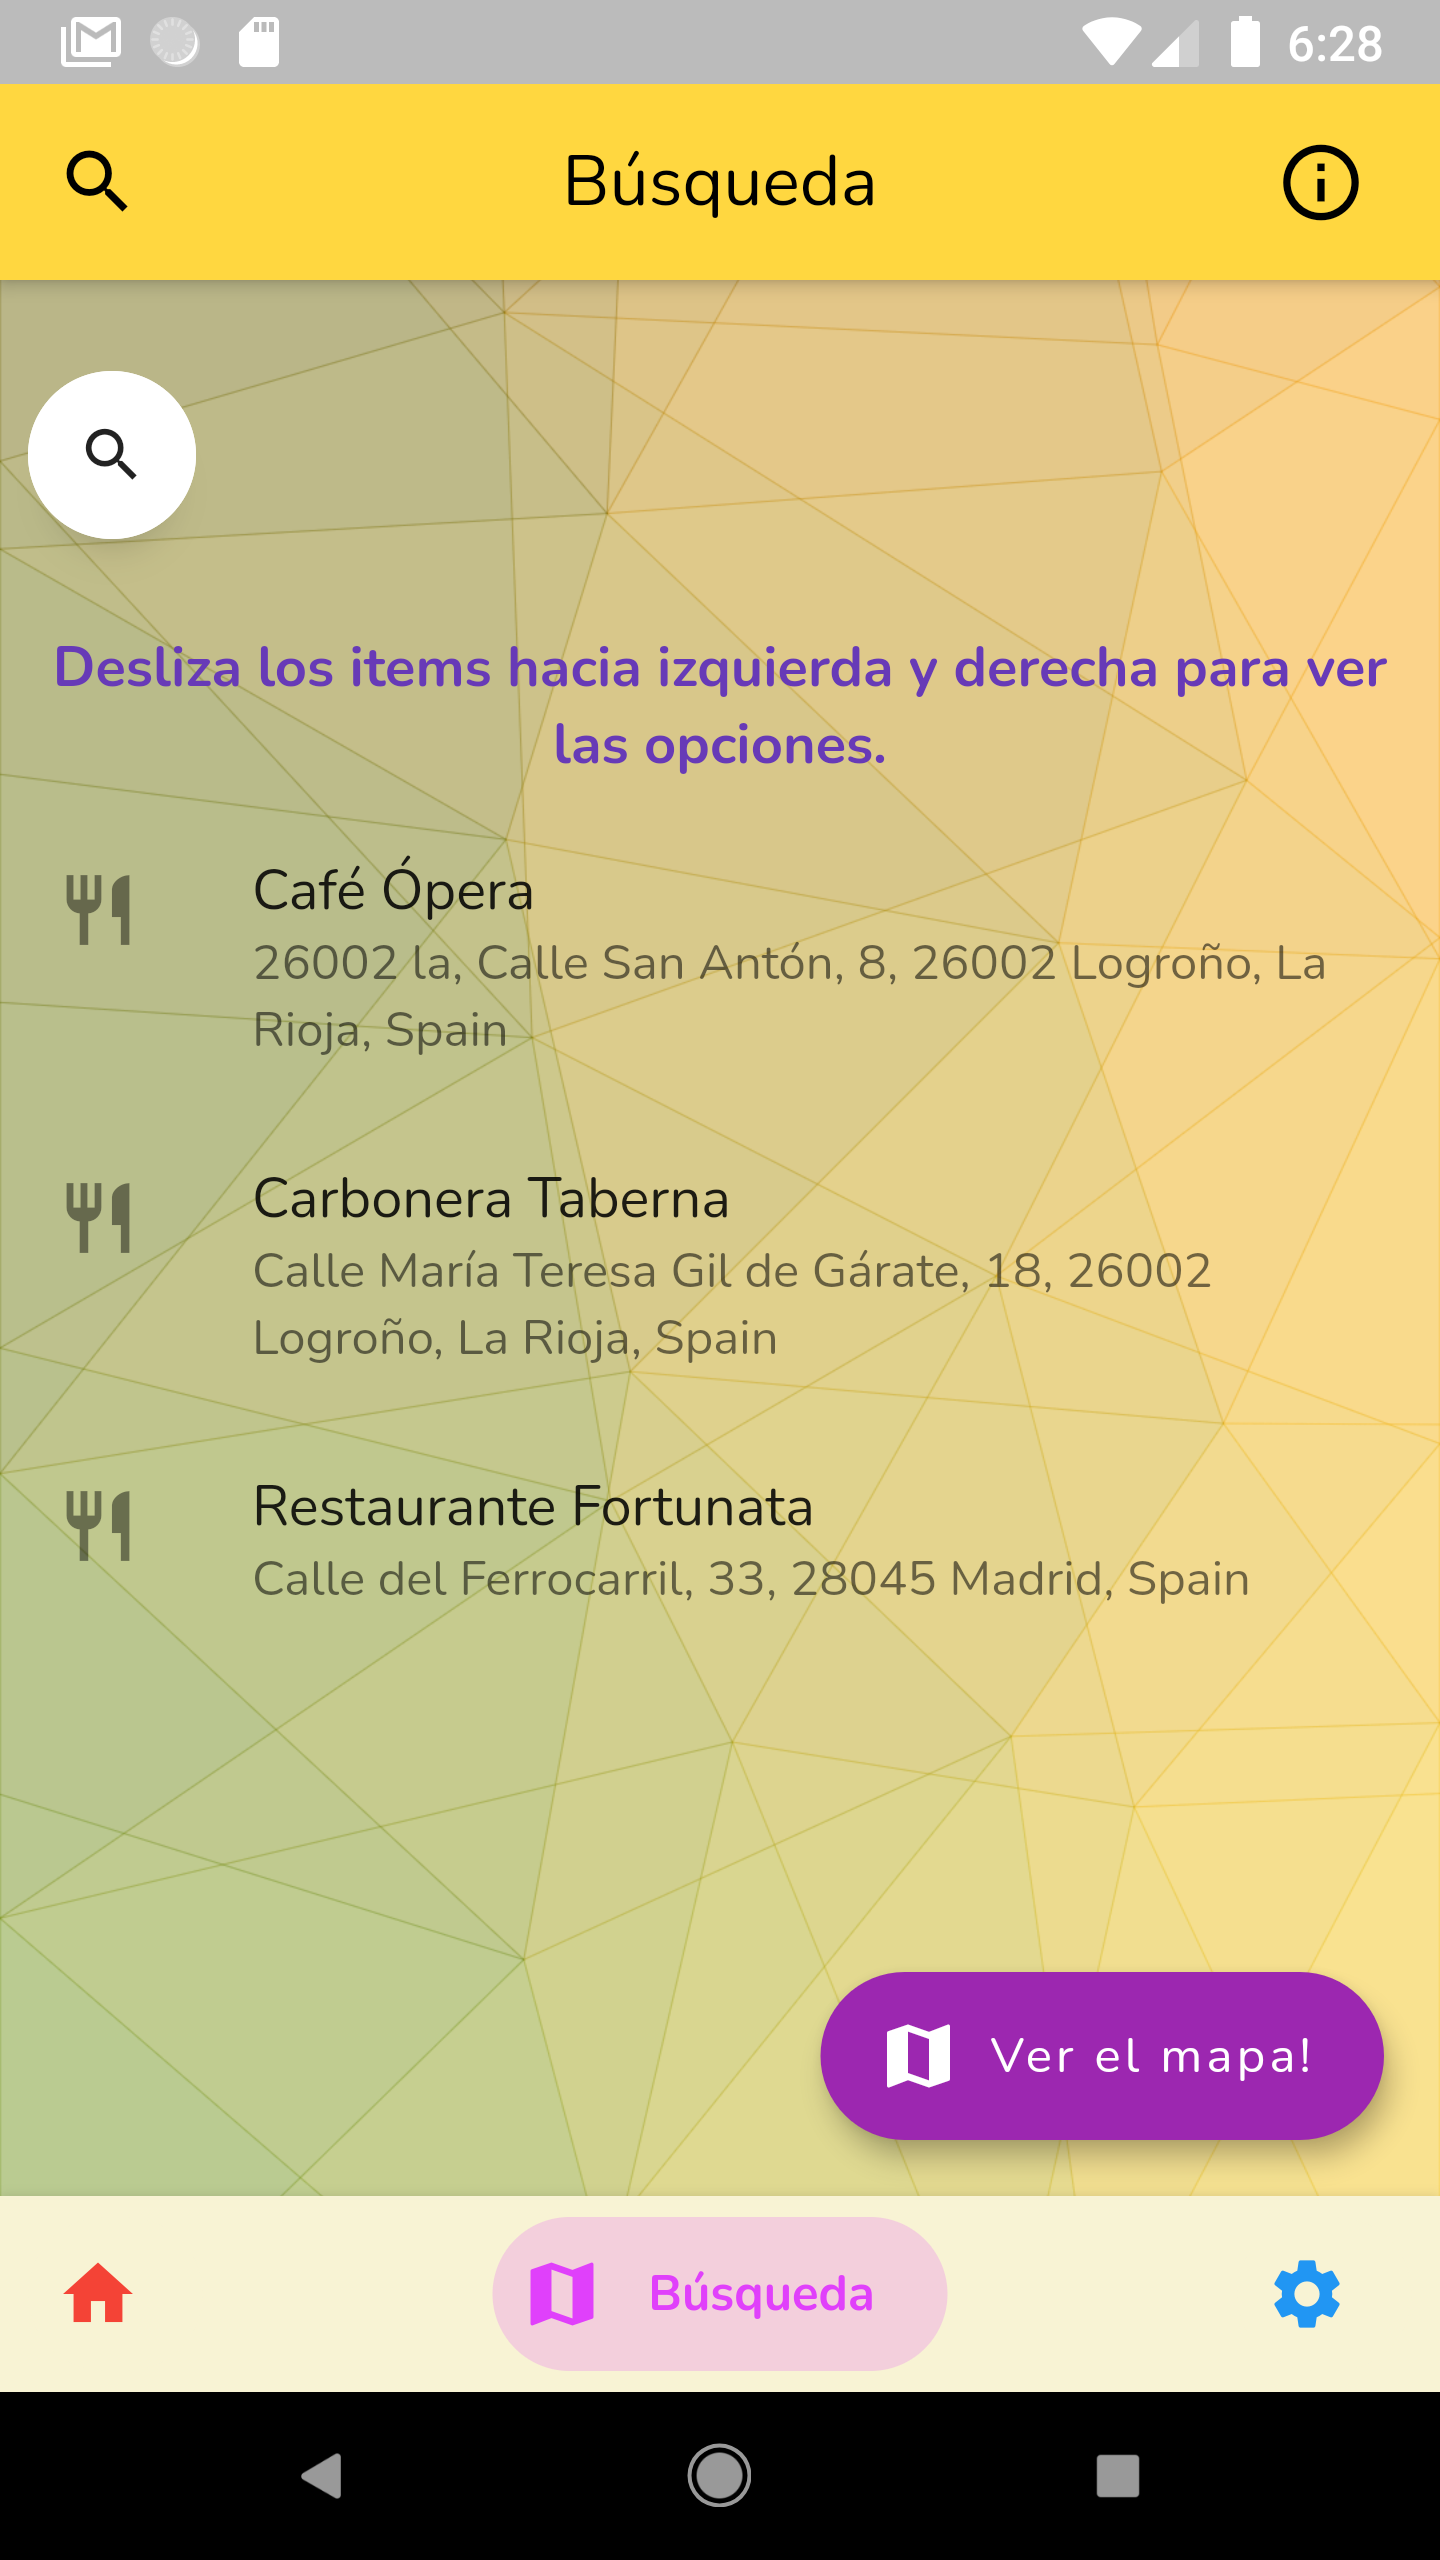 6:28
Búsqueda
Desliza los items hacia izquierda y derecha para ver
las opciones.
Café Ópera
26002 la, Calle San Antón, 8, 26002 Logroño, La
Rioja, Spain
Carbonera Taberna
Calle María Teresa Gil de Gárate, 18, 26002
Logroño, La Rioja, Spain
Restaurante Fortunata
Calle del Ferrocarril, 33, 28045 Madrid, Spain
Ver el mapa!
Búsqueda